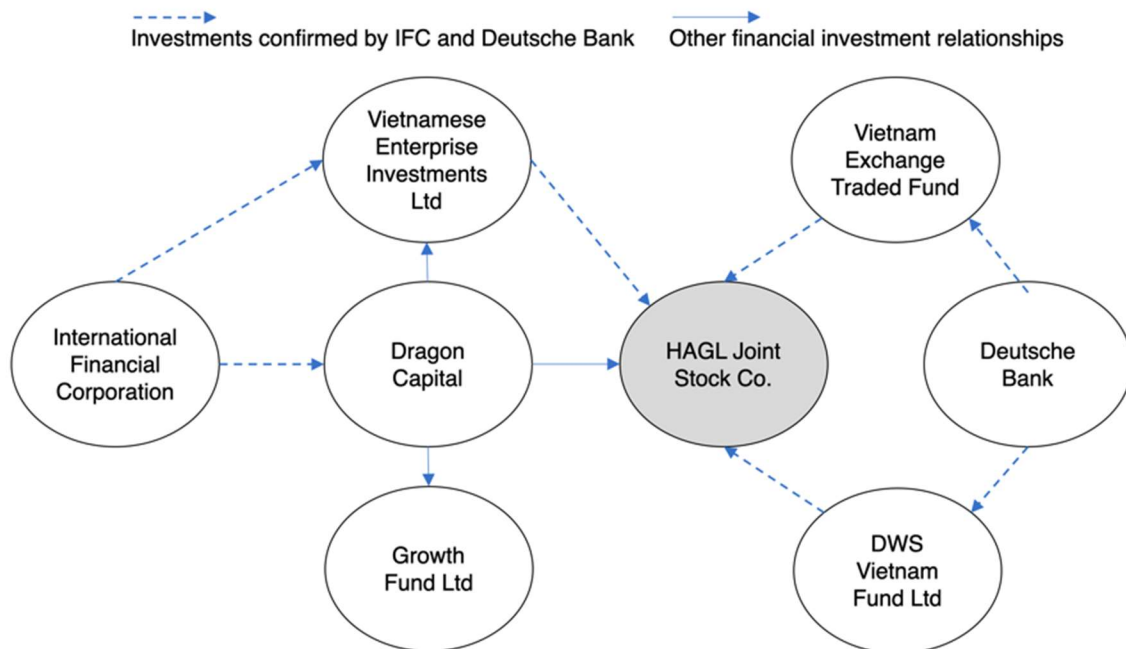 Investments confirmed by IFC and Deutsche Bank
Other financial investment relationships
Vietnamese
Enterprise
Investments
Ltd
Vietnam
Exchange
Traded Fund
International
Financial
Corporation
Dragon
Capital
HAGL Joint
Stock Co.
Deutsche
Bank
Growth
Fund Ltd
DWS
Vietnam
Fund Ltd